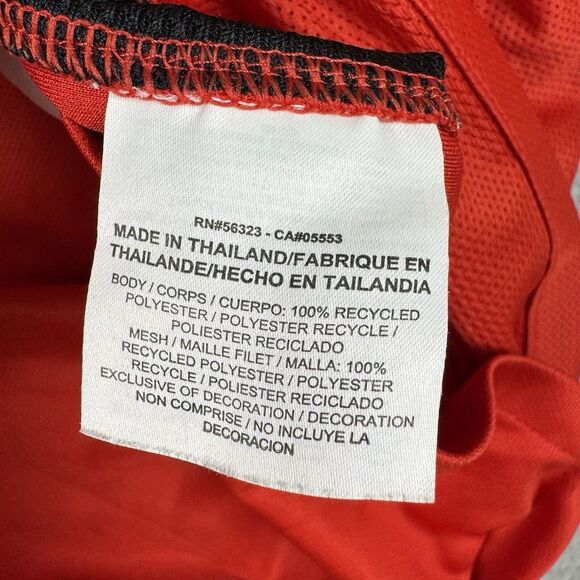 RN#56323 - CA#05553
MADE IN THAILAND/FABRIQUE EN
THAILANDE/HECHO EN TAILANDIA
BODY / CORPS / CUERPO: 100% RECYCLED
POLYESTER / POLYESTER RECYCLE /
POLIESTER RECICLADO
MESH / MAILLE FILET / MALLA: 100%
RECYCLED POLYESTER / POLYESTER
RECYCLE / POLIESTER RECICLADO
EXCLUSIVE OF DECORATION / DECORATION
NON COMPRISE / NO INCLUYE LA
DECORACION